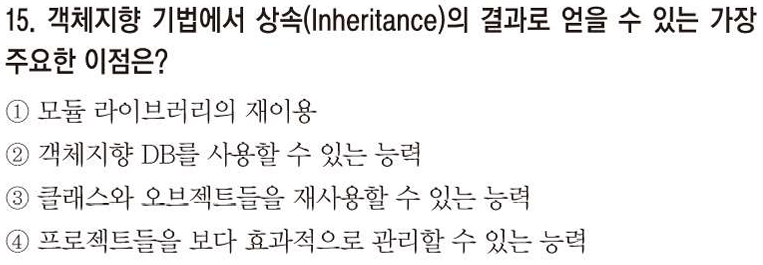 15. 객체지향 기법에서 상속(Inheritance)의 결과로 얻을 수 있는 가장
주요한 이점은?
① 모듈 라이브러리의 재이용
② 객체지향 DB를 사용할 수 있는 능력
③ 클래스와 오브젝트들을 재사용할 수 있는 능력
④ 프로젝트들을 보다 효과적으로 관리할 수 있는 능력